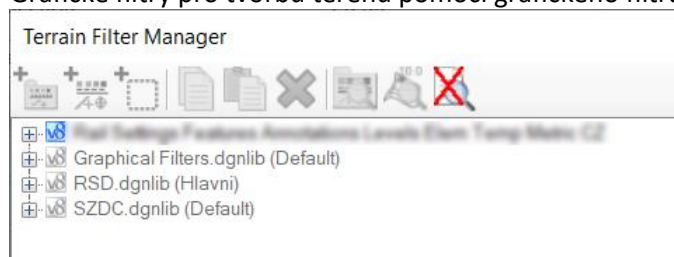 Grafické filtry pro tvorbu terénu pomocí grafického
Terrain Filter Manager
Graphical Filters.dgnlib (Default)
RSD.dgnlib (Hlavni)
SZDC.dgnlib (Default)